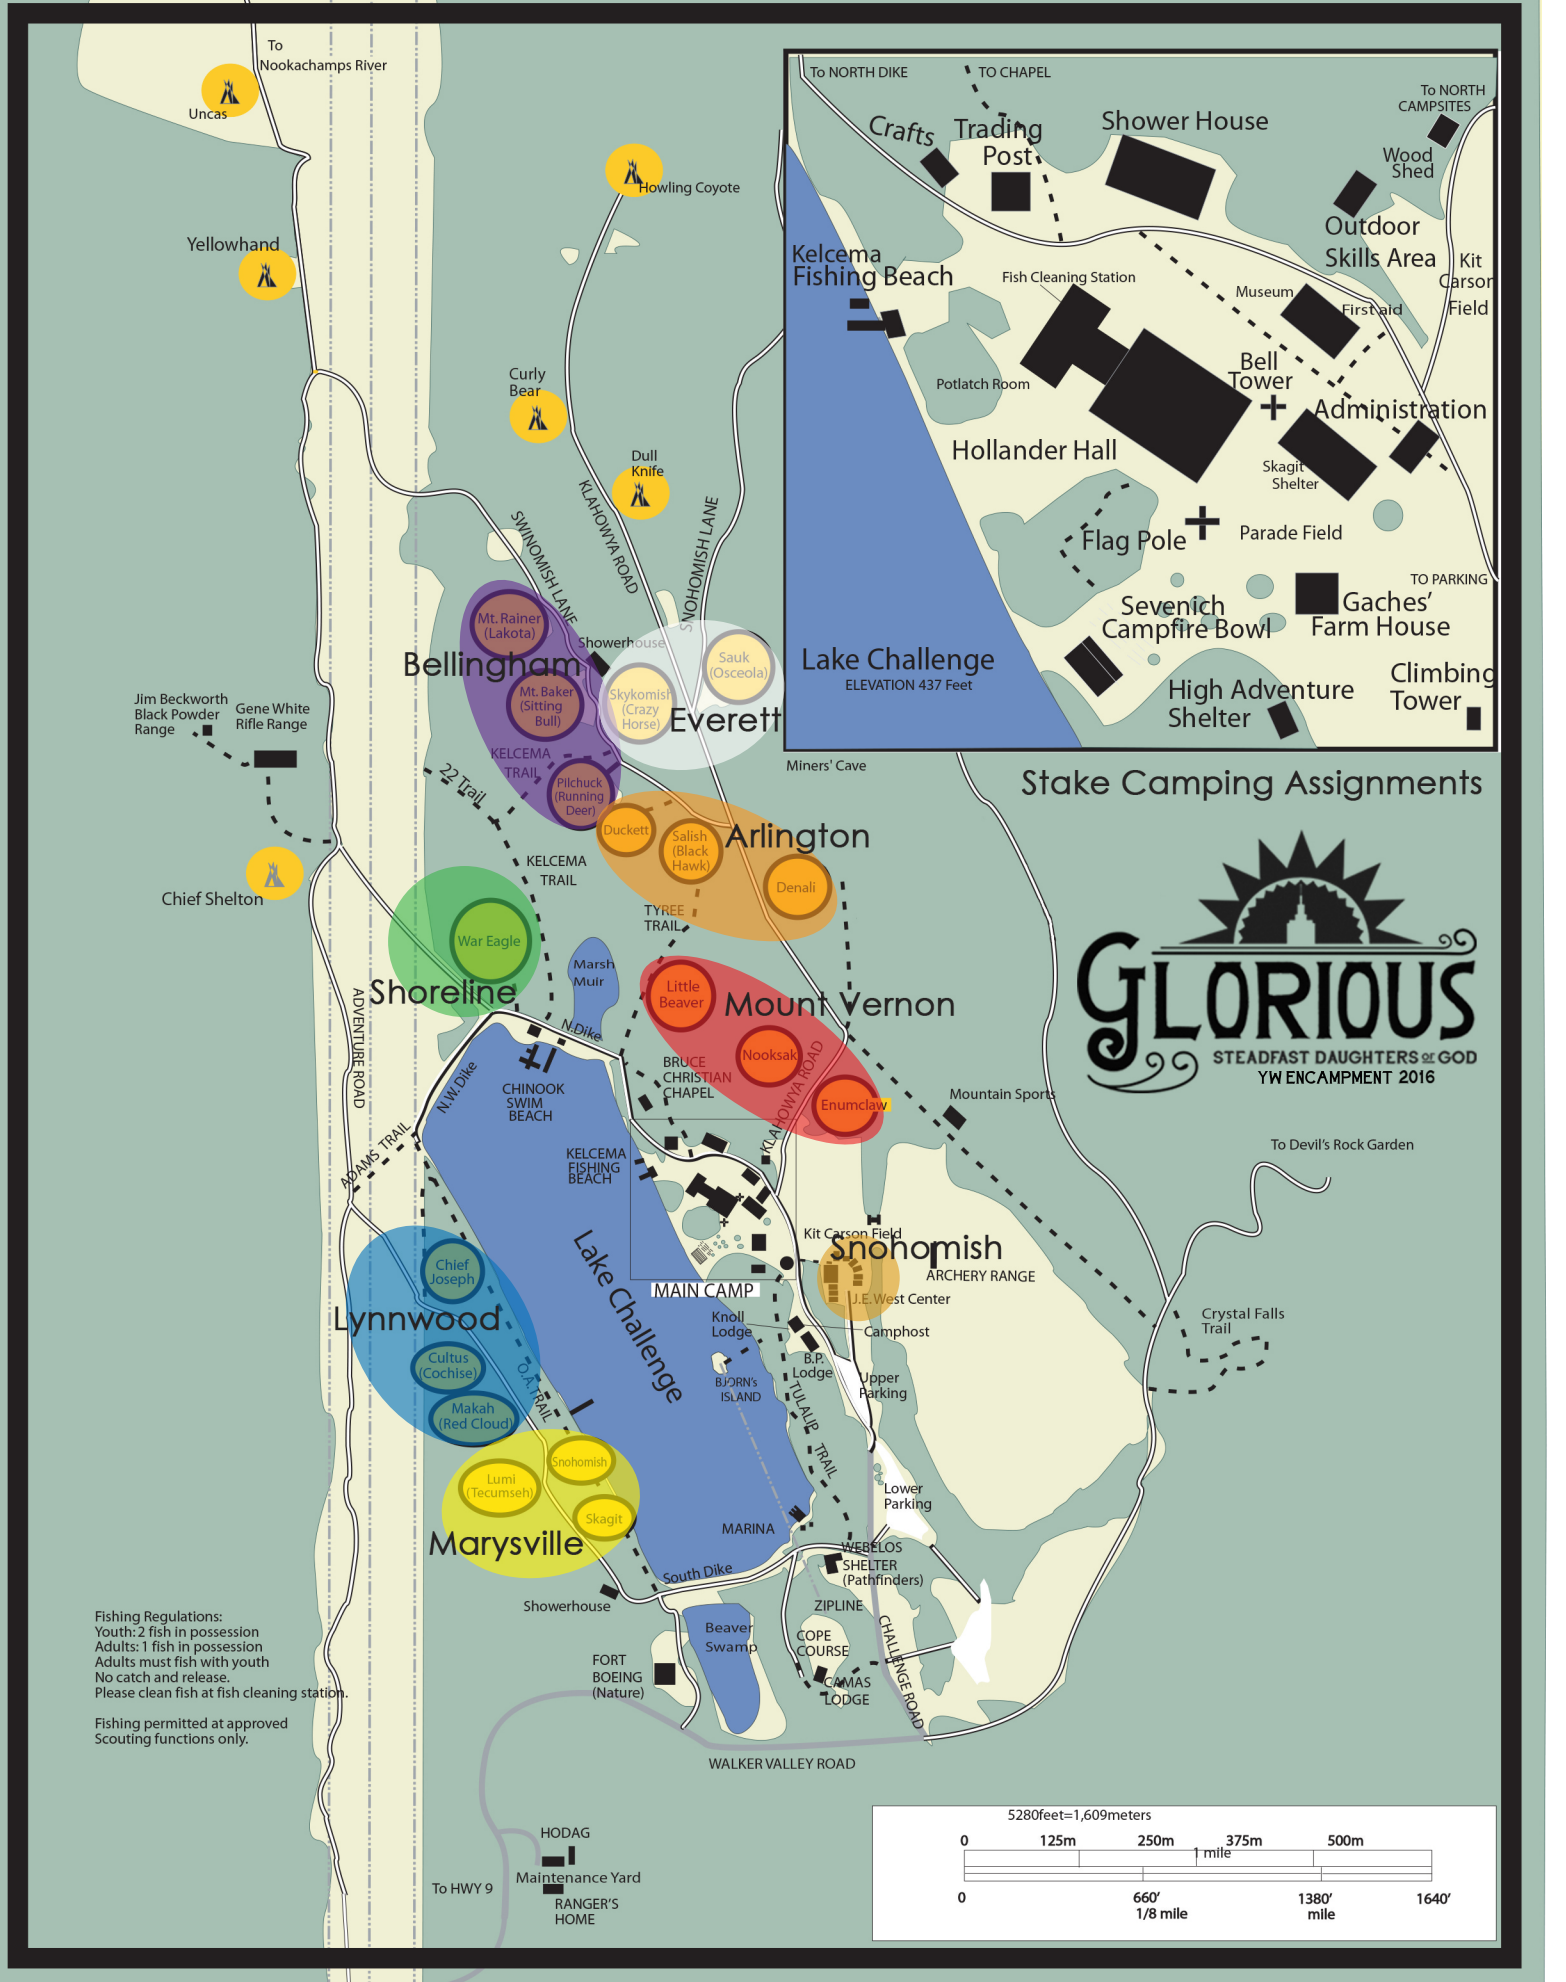 To
Nookachamps River
Uncas
Howling Coyote
Yellowhand
Curly
Bear
Dull
Knife
KLAHOWYA ROAD
SWINOMISH LANE
SNOHOMISH LANE
Mt. Rainer
(Lakota)
Bellingham
Showerhouse
Mt. Baker
(Sitting
Bull)
Skykomish
(Crazy
Horse)
Sauk
(Osceola)
Everett
KELCEMA
TRAIL
Pilchuck
(Running
Deer)
Jim Beckworth
Black Powder
Range
Gene White
Rifle Range
22 Trail
Duckett
Salish
(Black
Hawk)
Arlington
Denali
KELCEMA
TRAIL
Chief Shelton
TYREE
TRAIL
War Eagle
Shoreline
Marsh
Muir
Little
Beaver
Mount Vernon
Nooksak
Enumclaw
KLAHOWYA ROAD
ADVENTURE ROAD
N.Dike
N.W. Dike
CHINOOK
SWIM
BEACH
BRUCE
CHRISTIAN
CHAPEL
Mountain Sports
ADAMS TRAIL
KELCEMA
FISHING
BEACH
To Devil's Rock Garden
Kit Carson Field
Snohomish
ARCHERY RANGE
J.E. West Center
MAIN CAMP
Lake Challenge
Chief
Joseph
Lynnwood
Cultus
(Cochise)
Makah
(Red Cloud)
O.A. TRAIL
Knoll
Lodge
Camphost
B.P.
Lodge
BJORN's
ISLAND
Upper
Parking
TULALIP TRAIL
Crystal Falls
Trail
Snohomish
Lumi
(Tecumseh)
Skagit
Marysville
Lower
Parking
MARINA
WEBELOS
SHELTER
(Pathfinders)
South Dike
Showerhouse
ZIPLINE
Beaver
Swamp
COPE
COURSE
CAMAS
LODGE
CHALLENGE ROAD
FORT
BOEING
(Nature)
WALKER VALLEY ROAD
Fishing Regulations:
Youth: 2 fish in possession
Adults: 1 fish in possession
Adults must fish with youth
No catch and release.
Please clean fish at fish cleaning station.
Fishing permitted at approved
Scouting functions only.
HODAG
Maintenance Yard
To HWY 9
RANGER'S
HOME
To NORTH DIKE
TO CHAPEL
To NORTH
CAMPSITES
Crafts
Trading
Post
Shower House
Wood
Shed
Outdoor
Skills Area
Kit
Carson
Field
Kelcema
Fishing Beach
Fish Cleaning Station
Museum
First aid
Bell
Tower
Potlatch Room
Administration
Hollander Hall
Skagit
Shelter
Flag Pole
Parade Field
TO PARKING
Sevenich
Campfire Bowl
Gaches'
Farm House
Lake Challenge
ELEVATION 437 Feet
High Adventure
Shelter
Climbing
Tower
Miners' Cave
Stake Camping Assignments
GLORIOUS
STEADFAST DAUGHTERS OF GOD
YW ENCAMPMENT 2016
5280feet=1,609meters
0 125m 250m 375m 500m
1 mile
0 660' 1380' 1640'
1/8 mile mile